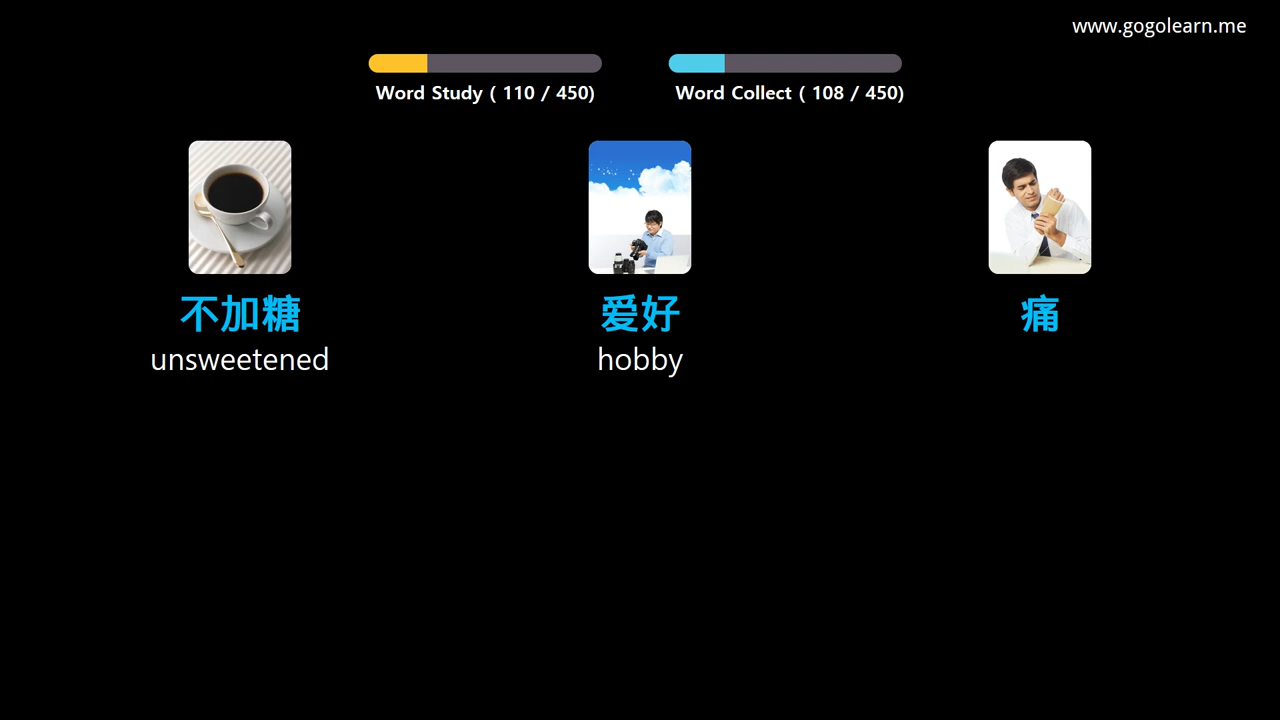 www.gogolearn.me
Word Study ( 110 / 450)
Word Collect ( 108 / 450)
不加糖
爱好
痛
unsweetened
hobby